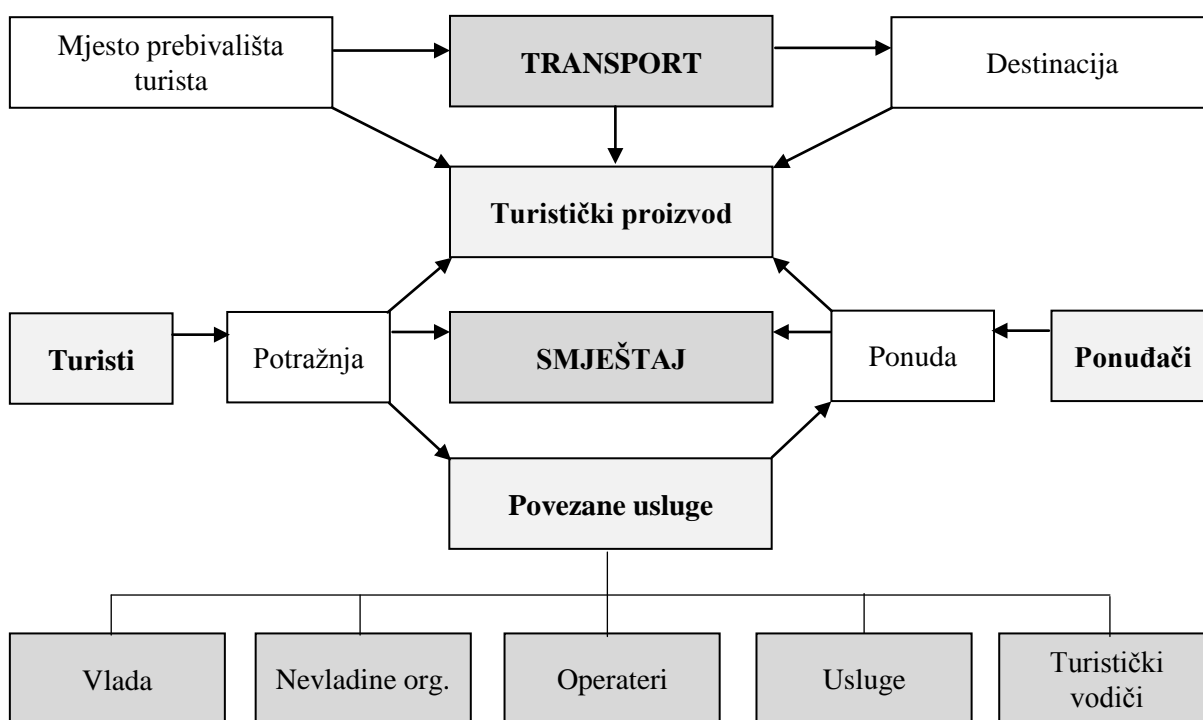 Mjesto prebivališta
turista
TRANSPORT
Destinacija
Turistički proizvod
Turisti
Potražnja
SMJEŠTAJ
Ponuda
Ponuđači
Povezane usluge
Vlada
Nevladine org.
Operateri
Usluge
Turistički
vodiči